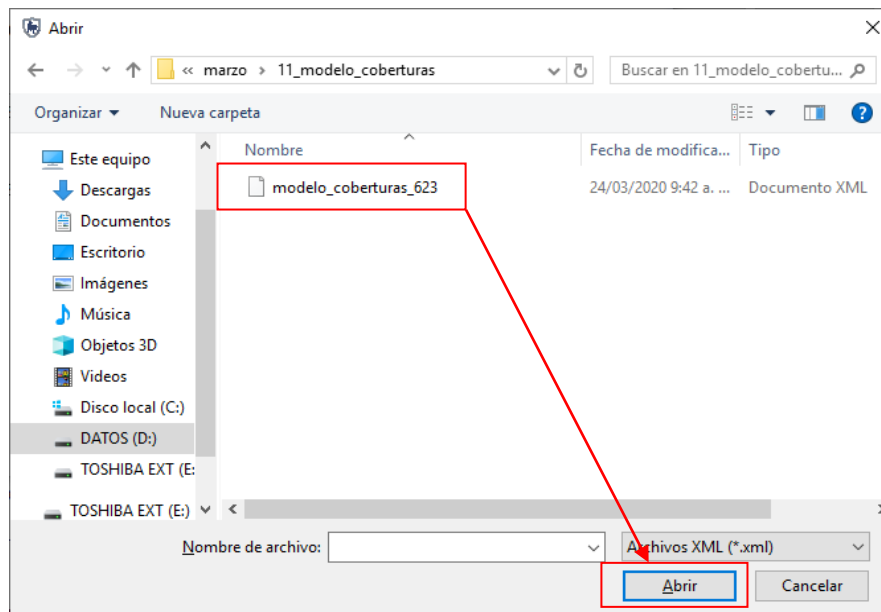 Abrir
« marzo > 11_modelo_coberturas
Buscar en 11_modelo_cobertu...
Organizar Nueva carpeta
Este equipo
Descargas
Documentos
Escritorio
Imágenes
Música
Objetos 3D
Videos
Disco local (C:)
DATOS (D:)
TOSHIBA EXT (E:
TOSHIBA EXT (E:)
Nombre Fecha de modifica... Tipo
modelo_coberturas_623 24/03/2020 9:42 a. ... Documento XML
Nombre de archivo: Archivos XML (*.xml)
Abrir Cancelar